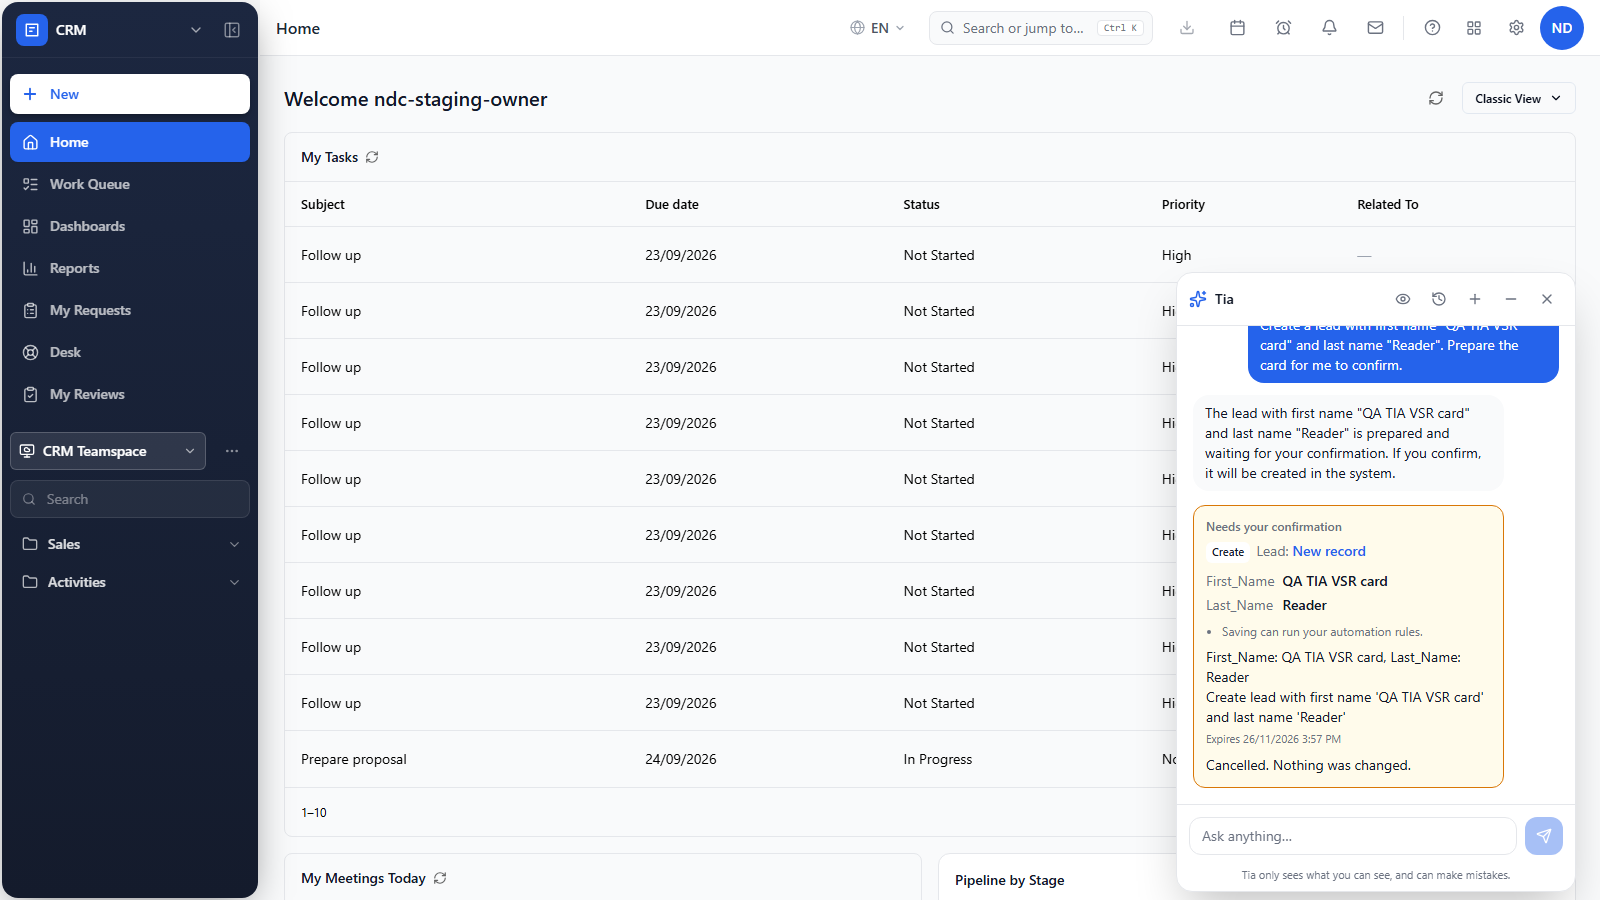 CRM
New
Home
Work Queue
Dashboards
Reports
My Requests
Desk
My Reviews
CRM Teamspace
Search
Sales
Activities
Home
EN
Search or jump to...
Ctrl K
ND
Welcome ndc-staging-owner
Classic View
My Tasks
Subject Due date Status Priority Related To
Follow up 23/09/2026 Not Started High —
Follow up 23/09/2026 Not Started
Follow up 23/09/2026 Not Started
Follow up 23/09/2026 Not Started
Follow up 23/09/2026 Not Started
Follow up 23/09/2026 Not Started
Follow up 23/09/2026 Not Started
Follow up 23/09/2026 Not Started
Follow up 23/09/2026 Not Started
Prepare proposal 24/09/2026 In Progress
1–10
My Meetings Today
Pipeline by Stage
Tia
Create a lead with first name "QA TIA VSR
card" and last name "Reader". Prepare the
card for me to confirm.
The lead with first name "QA TIA VSR card"
and last name "Reader" is prepared and
waiting for your confirmation. If you confirm,
it will be created in the system.
Needs your confirmation
Create Lead: New record
First_Name QA TIA VSR card
Last_Name Reader
• Saving can run your automation rules.
First_Name: QA TIA VSR card, Last_Name:
Reader
Create lead with first name 'QA TIA VSR card'
and last name 'Reader'
Expires 26/11/2026 3:57 PM
Cancelled. Nothing was changed.
Ask anything...
Tia only sees what you can see, and can make mistakes.